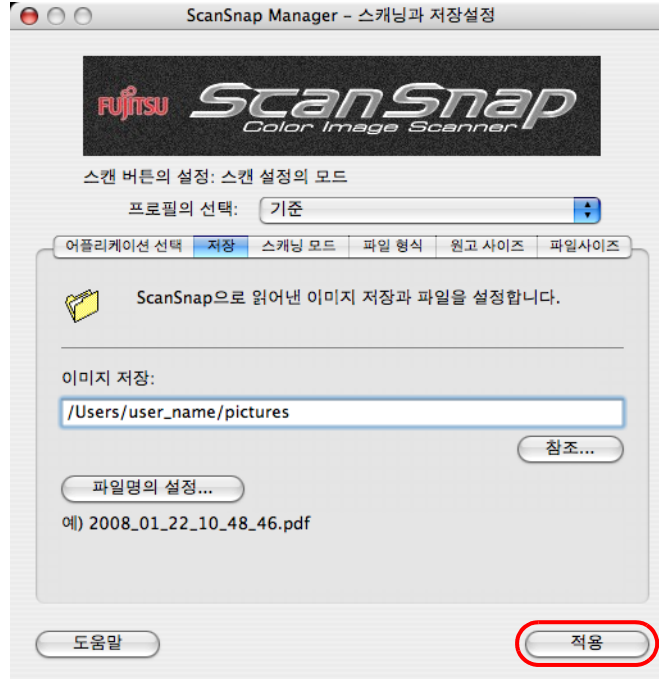 ScanSnap Manager – 스캐닝과 저장설정
FUJITSU ScanSnap
Color Image Scanner
스캔 버튼의 설정: 스캔 설정의 모드
프로필의 선택: 기준
어플리케이션 선택 저장 스캐닝 모드 파일 형식 원고 사이즈 파일사이즈
ScanSnap으로 읽어낸 이미지 저장과 파일을 설정합니다.
이미지 저장:
/Users/user_name/pictures
참조...
파일명의 설정...
예) 2008_01_22_10_48_46.pdf
도움말 적용